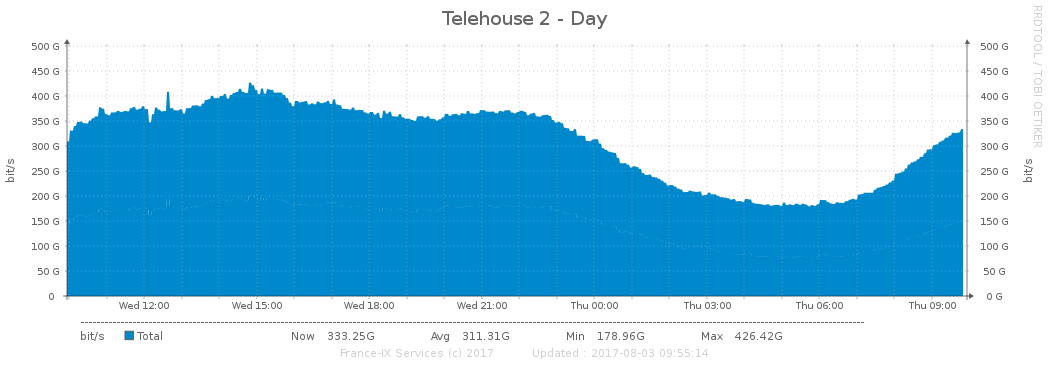 Telehouse 2 - Day
RRDTOOL / TOBI OETIKER
500 G 500 G
450 G 450 G
400 G 400 G
350 G 350 G
300 G 300 G
250 G 250 G
200 G 200 G
150 G 150 G
100 G 100 G
50 G 50 G
0 0 G
bit/s bit/s
Wed 12:00 Wed 15:00 Wed 18:00 Wed 21:00 Thu 00:00 Thu 03:00 Thu 06:00 Thu 09:00
bit/s Total Now 333.25G Avg 311.31G Min 178.96G Max 426.42G
France-IX Services (c) 2017 Updated : 2017-08-03 09:55:14